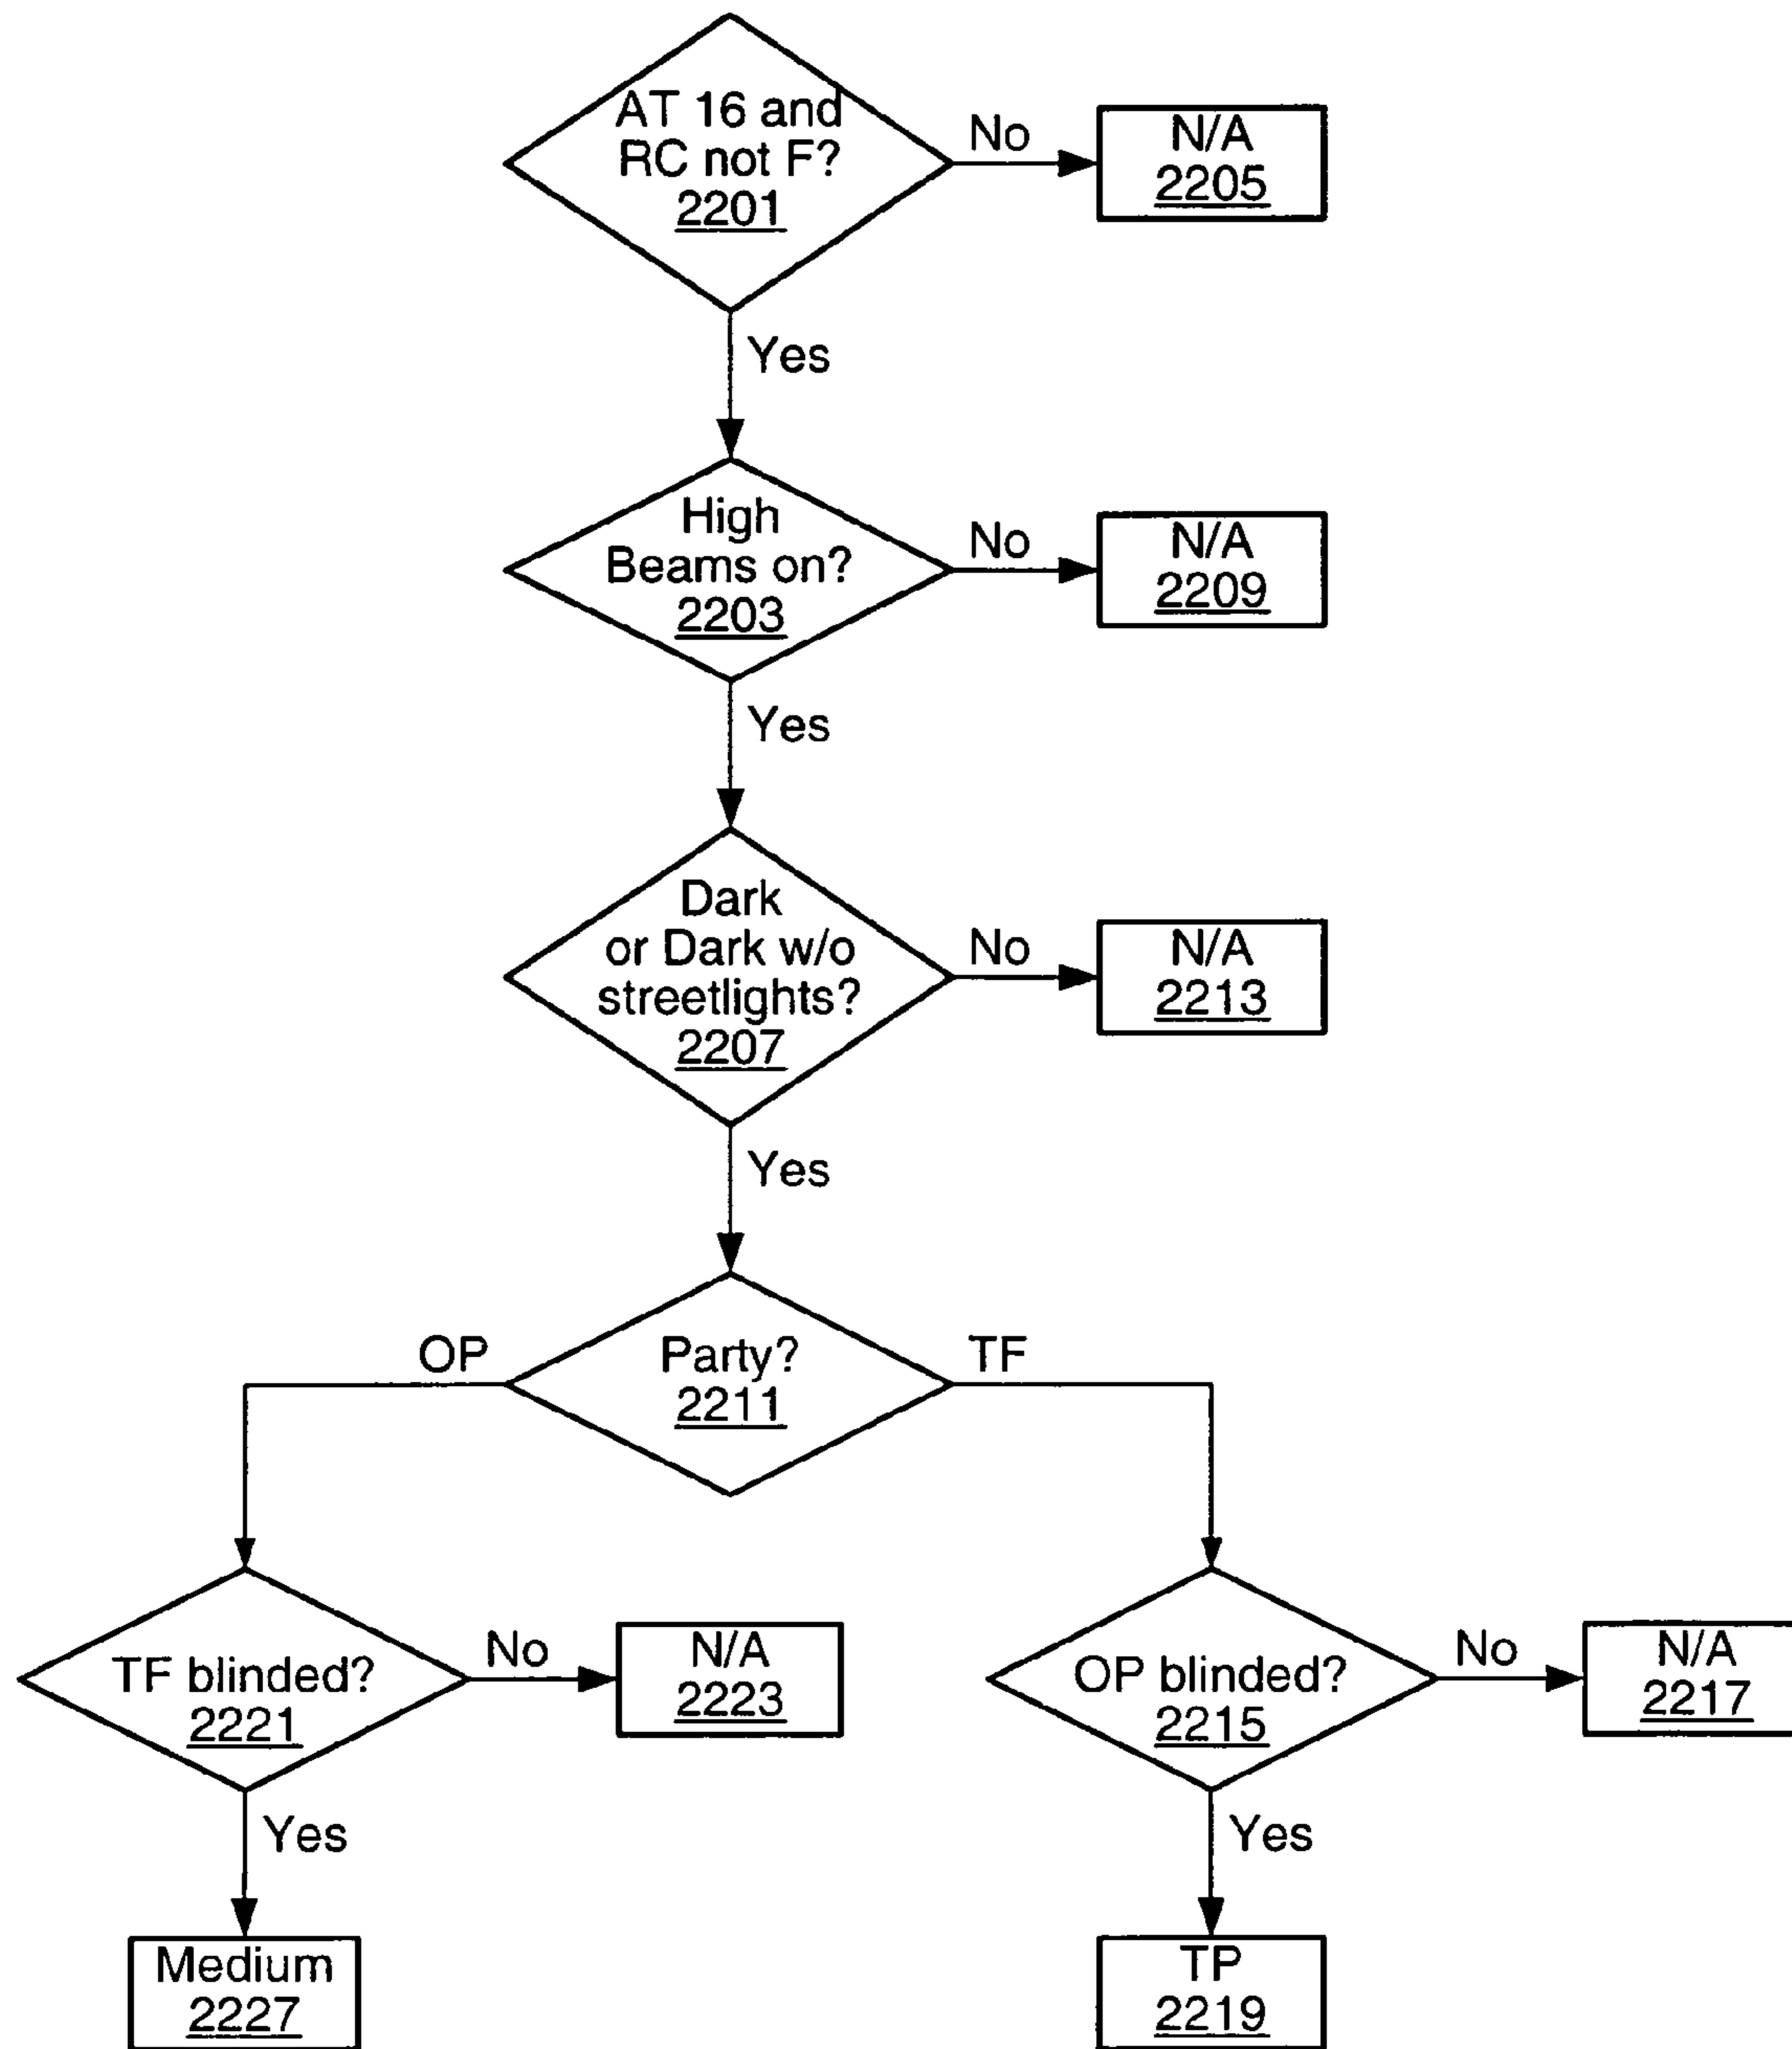 AT 16 and
RC not F?
2201
No
N/A
2205
Yes
High
Beams on?
2203
No
N/A
2209
Yes
Dark
or Dark w/o
streetlights?
2207
No
N/A
2213
Yes
OP
Party?
2211
TF
TF blinded?
2221
No
N/A
2223
OP blinded?
2215
No
N/A
2217
Yes
Yes
Medium
2227
TP
2219